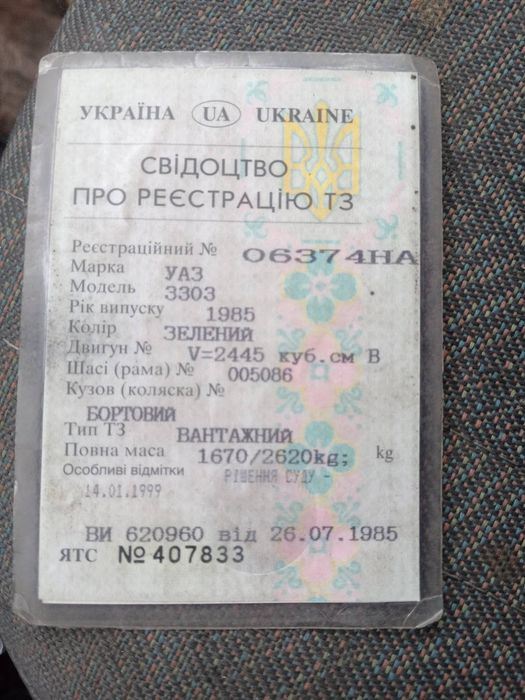 УКРАЇНА UA UKRAINE
СВІДОЦТВО
ПРО РЕЄСТРАЦІЮ ТЗ
Реєстраційний № 06374НА
Марка УАЗ
Модель 3303
Рік випуску 1985
Колір ЗЕЛЕНИЙ
Двигун № V=2445 куб.см В
Шасі (рама) № 005086
Кузов (коляска) №
БОРТОВИЙ
Тип ТЗ ВАНТАЖНИЙ
Повна маса 1670/2620kg; kg
Особливі відмітки РІШЕННЯ СУДУ -
14.01.1999
ВИ 620960 від 26.07.1985
ЯТС №407833